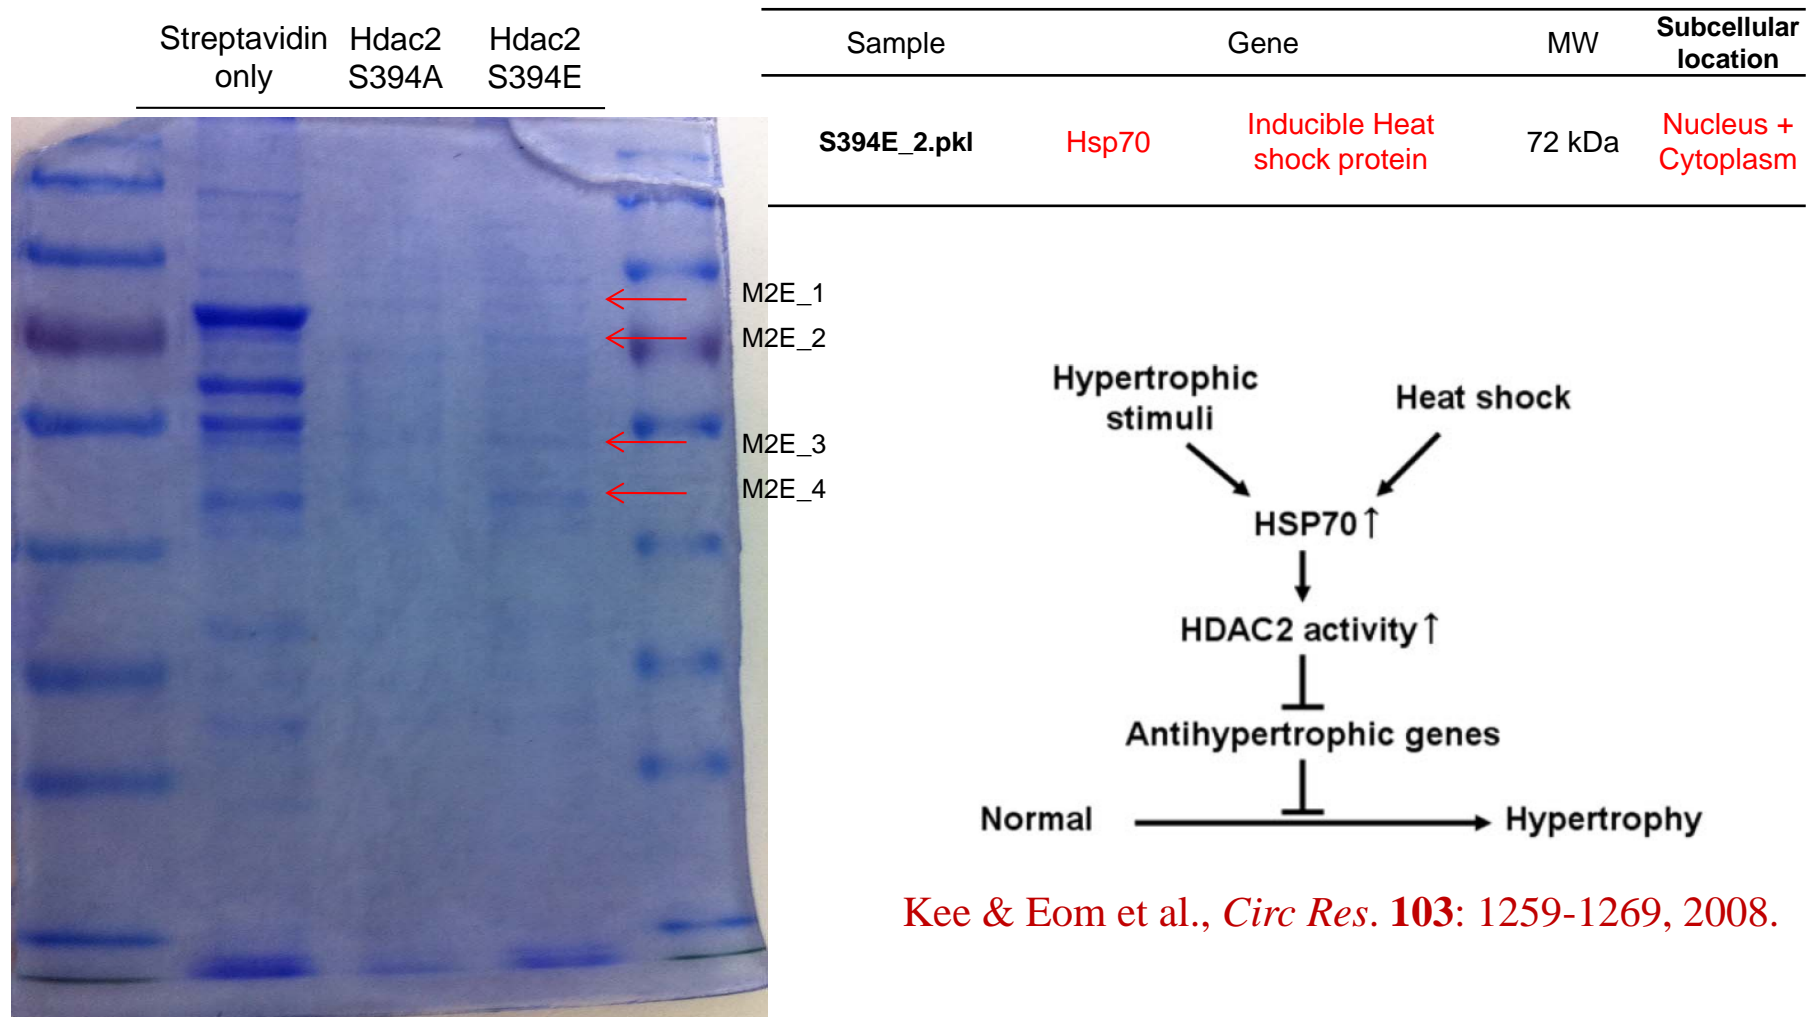 Streptavidin only
Hdac2 S394A
Hdac2 S394E
Sample
Gene
MW
Subcellular location
S394E_2.pkl
Hsp70
Inducible Heat shock protein
72 kDa
Nucleus + Cytoplasm
M2E_1
M2E_2
M2E_3
M2E_4
Hypertrophic stimuli
Heat shock
HSP70↑
HDAC2 activity↑
Antihypertrophic genes
Normal
Hypertrophy
Kee & Eom et al., Circ Res. 103: 1259-1269, 2008.